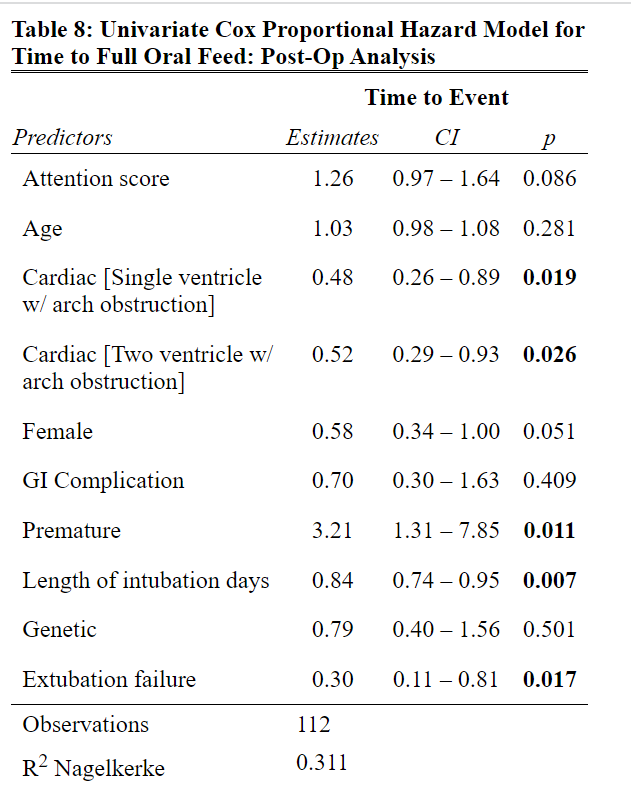 Table 8: Univariate Cox Proportional Hazard Model for
Time to Full Oral Feed: Post-Op Analysis
Time to Event
Predictors Estimates CI p
Attention score 1.26 0.97 – 1.64 0.086
Age 1.03 0.98 – 1.08 0.281
Cardiac [Single ventricle 0.48 0.26 – 0.89 0.019
w/ arch obstruction]
Cardiac [Two ventricle w/ 0.52 0.29 – 0.93 0.026
arch obstruction]
Female 0.58 0.34 – 1.00 0.051
GI Complication 0.70 0.30 – 1.63 0.409
Premature 3.21 1.31 – 7.85 0.011
Length of intubation days 0.84 0.74 – 0.95 0.007
Genetic 0.79 0.40 – 1.56 0.501
Extubation failure 0.30 0.11 – 0.81 0.017
Observations 112
R² Nagelkerke 0.311